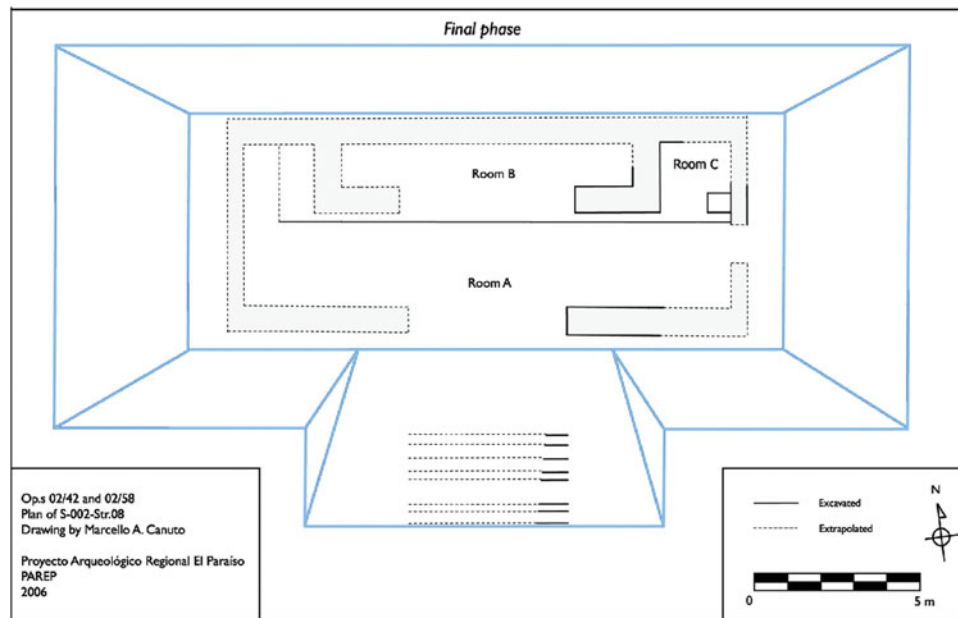 Final phase
Room B
Room C
Room A
Op.s 02/42 and 02/58
Plan of S-002-Str.08
Drawing by Marcello A. Canuto
Proyecto Arqueológico Regional El Paraíso
PAREP
2006
Excavated
Extrapolated
N
0 5 m